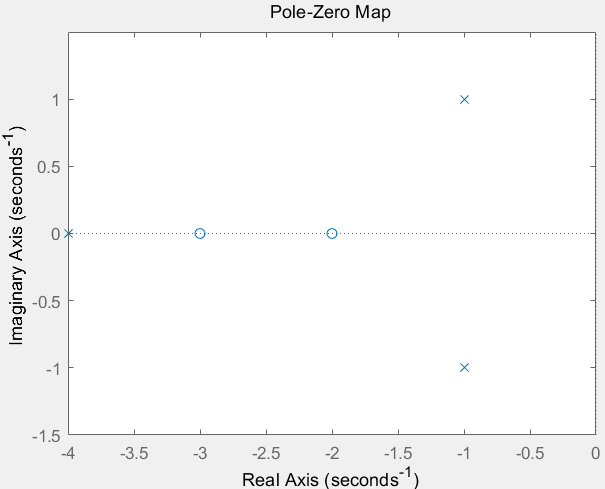 Pole-Zero Map
Imaginary Axis (seconds⁻¹)
1
0.5
0
-0.5
-1
-1.5
-4 -3.5 -3 -2.5 -2 -1.5 -1 -0.5 0
Real Axis (seconds⁻¹)